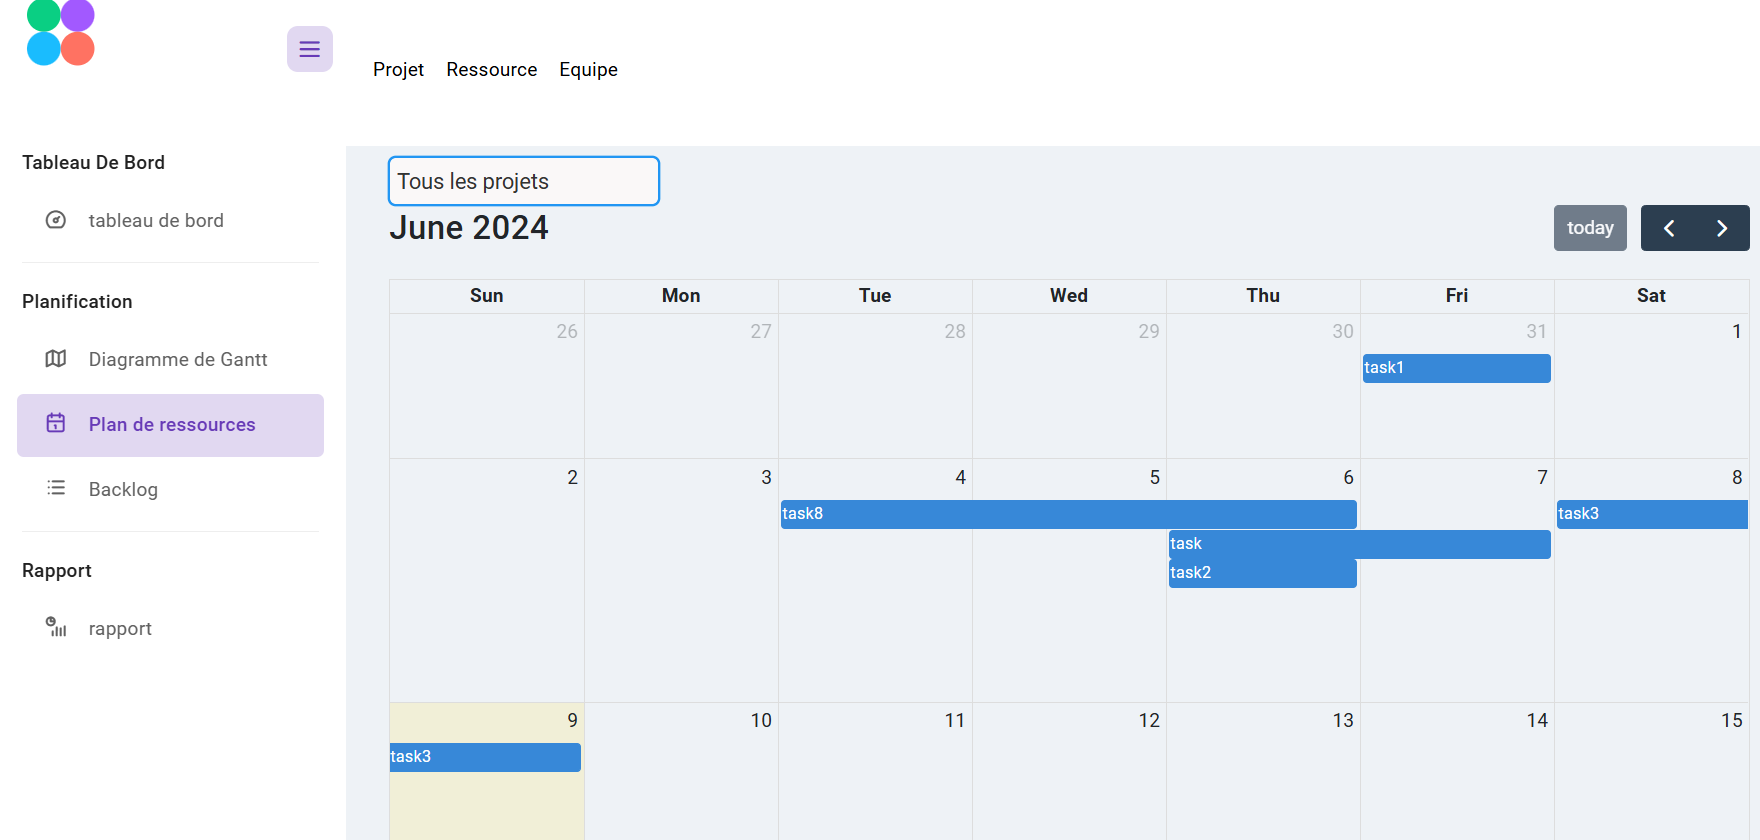 Projet Ressource Equipe
Tableau De Bord
tableau de bord
Planification
Diagramme de Gantt
Plan de ressources
Backlog
Rapport
rapport
Tous les projets
June 2024
today
Sun Mon Tue Wed Thu Fri Sat
26 27 28 29 30 31 1
task1
2 3 4 5 6 7 8
task8 task3
task
task2
9 10 11 12 13 14 15
task3